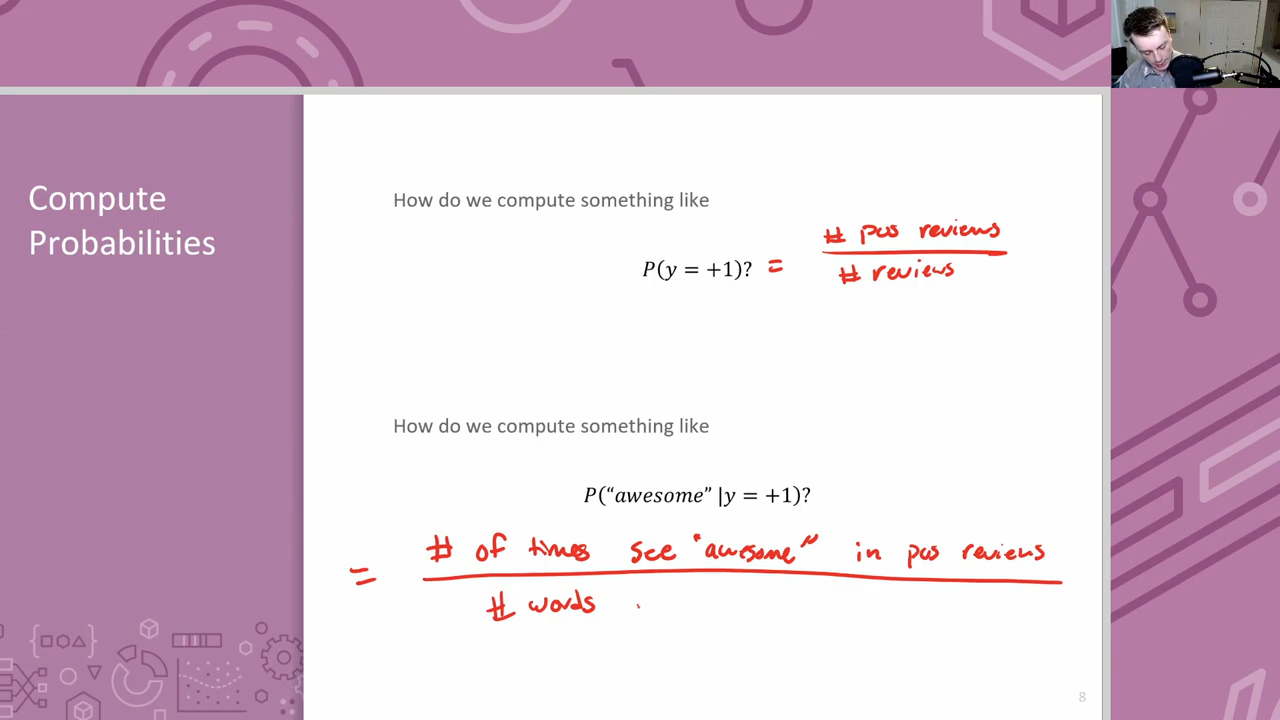 Compute
Probabilities
How do we compute something like
# pos reviews
P(y = +1)? =
# reviews
How do we compute something like
P(“awesome” |y = +1)?
# of times see "awesome" in pos reviews
=
# words
8